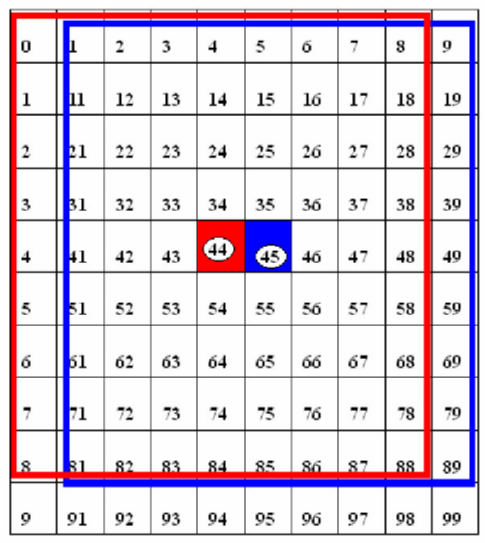 0 1 2 3 4 5 6 7 8 9
1 11 12 13 14 15 16 17 18 19
2 21 22 23 24 25 26 27 28 29
3 31 32 33 34 35 36 37 38 39
4 41 42 43 44 45 46 47 48 49
5 51 52 53 54 55 56 57 58 59
6 61 62 63 64 65 66 67 68 69
7 71 72 73 74 75 76 77 78 79
8 81 82 83 84 85 86 87 88 89
9 91 92 93 94 95 96 97 98 99